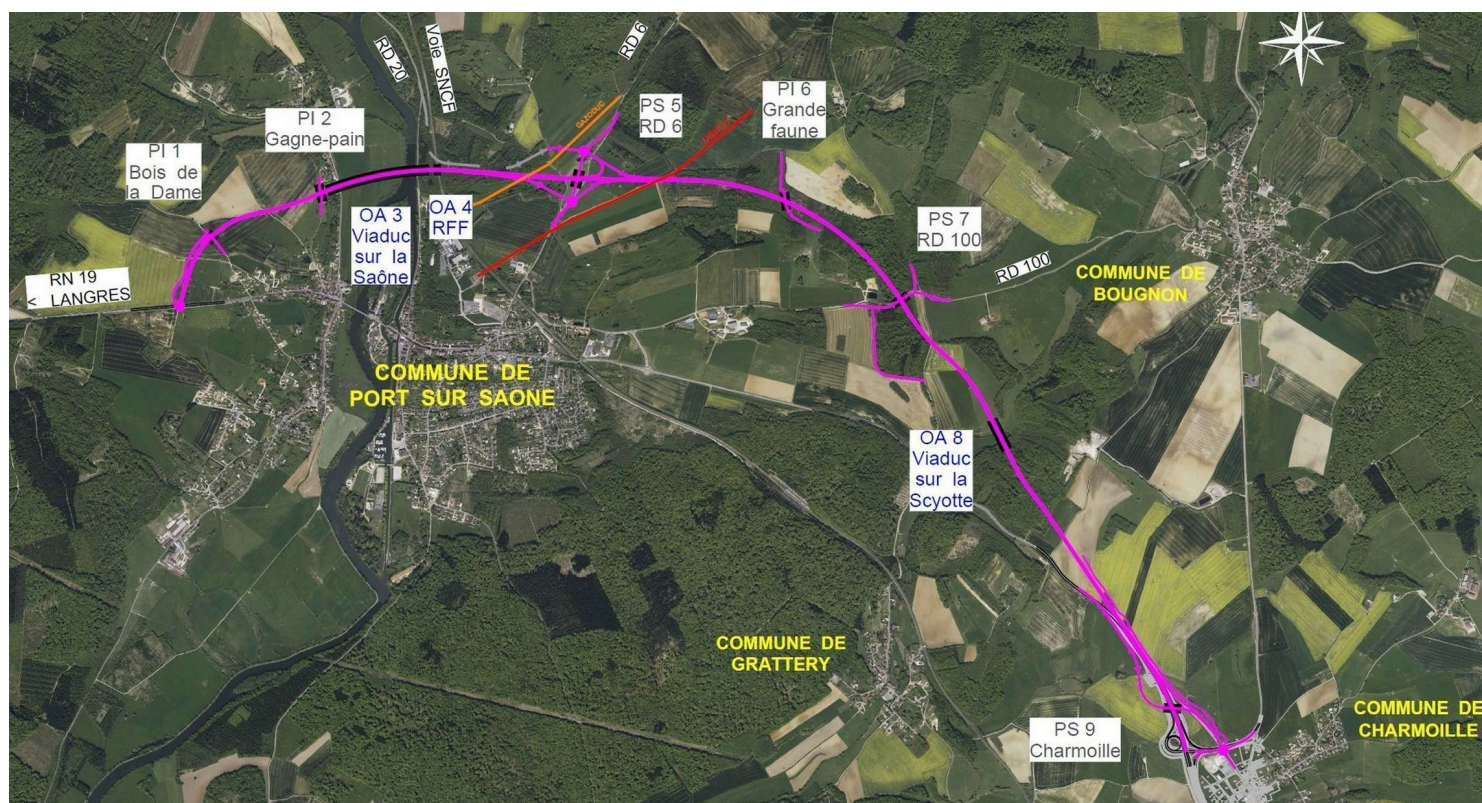 RD 20
Voie SNCF
RD 6
PI 2
Gagne-pain
PS 5
RD 6
PI 6
Grande
faune
GAZODUC
PI 1
Bois de
la Dame
OA 3
Viaduc
sur la
Saône
OA 4
RFF
PS 7
RD 100
RD 100
RN 19
< LANGRES
COMMUNE DE
BOUGNON
COMMUNE DE
PORT SUR SAONE
OA 8
Viaduc
sur la
Scyotte
COMMUNE DE
GRATTERY
PS 9
Charmoille
COMMUNE DE
CHARMOILLE